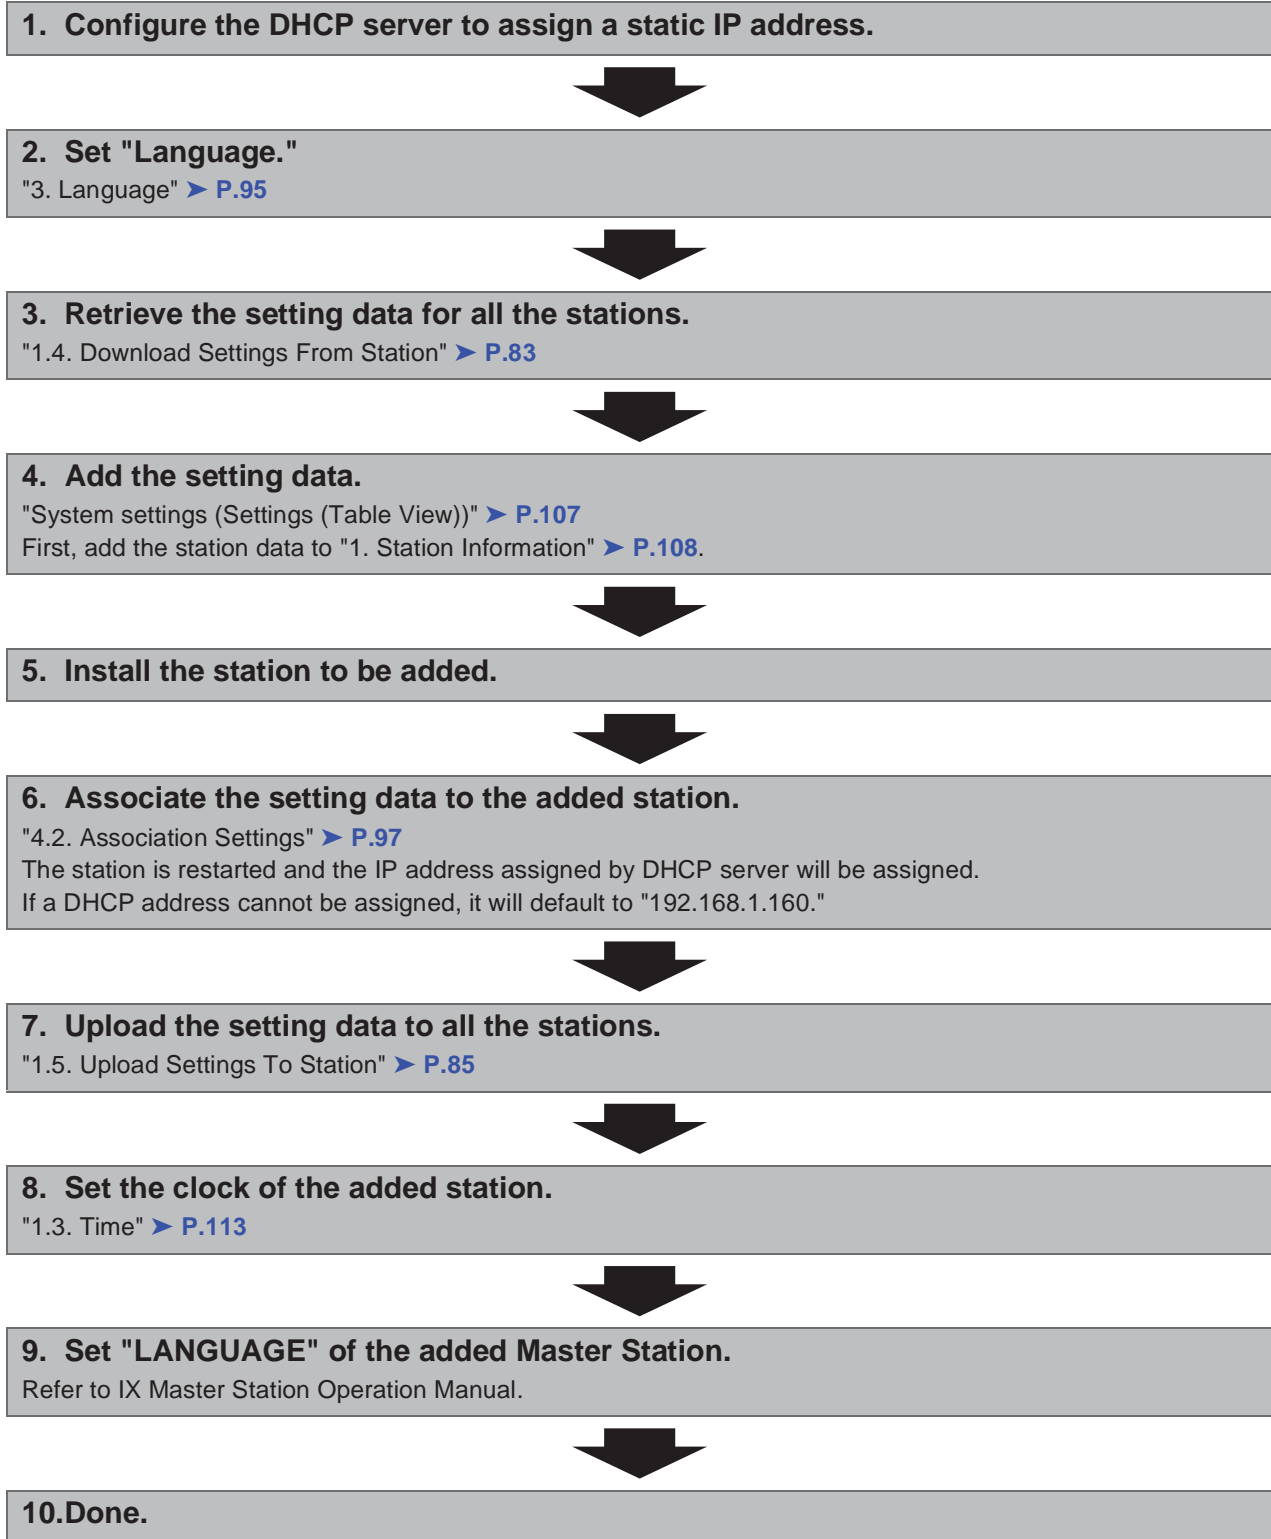 1. Configure the DHCP server to assign a static IP address.
2. Set "Language."
"3. Language" ➤ P.95
3. Retrieve the setting data for all the stations.
"1.4. Download Settings From Station" ➤ P.83
4. Add the setting data.
"System settings (Settings (Table View))" ➤ P.107
First, add the station data to "1. Station Information" ➤ P.108.
5. Install the station to be added.
6. Associate the setting data to the added station.
"4.2. Association Settings" ➤ P.97
The station is restarted and the IP address assigned by DHCP server will be assigned.
If a DHCP address cannot be assigned, it will default to "192.168.1.160."
7. Upload the setting data to all the stations.
"1.5. Upload Settings To Station" ➤ P.85
8. Set the clock of the added station.
"1.3. Time" ➤ P.113
9. Set "LANGUAGE" of the added Master Station.
Refer to IX Master Station Operation Manual.
10.Done.